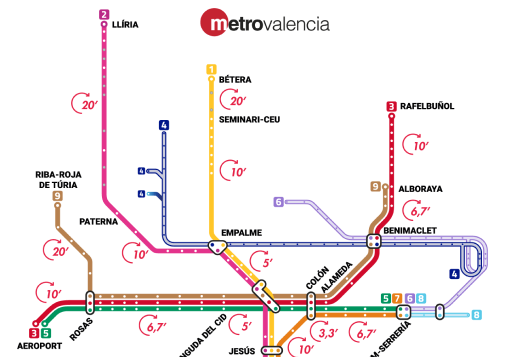 metrovalencia
2
LLÍRIA
1
BÉTERA
20'
20'
SEMINARI-CEU
3
RAFELBUÑOL
4
10'
10'
4
RIBA-ROJA
DE TÚRIA
9
9
ALBORAYA
4
6
6,7'
PATERNA
EMPALME
BENIMACLET
20'
10'
5'
4
COLÓN
ALAMEDA
10'
5
7
6
8
6,7'
5'
3,3'
6,7'
8
3
5
AEROPORT
ROSAS
NGUDA DEL CID
M-SERRERÍA
JESÚS
10'